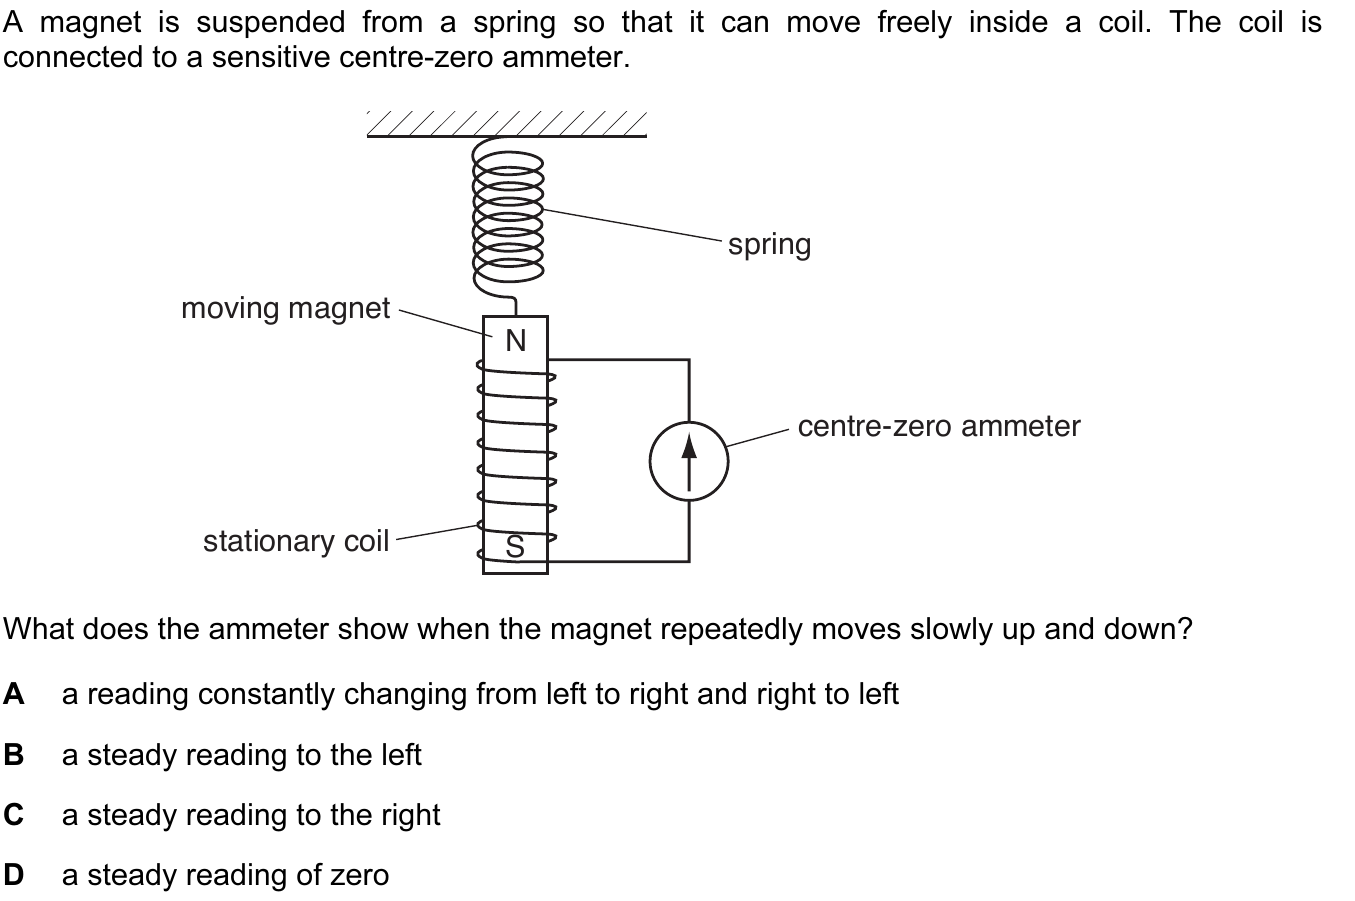 A magnet is suspended from a spring so that it can move freely inside a coil. The coil is
connected to a sensitive centre-zero ammeter.
spring
moving magnet
N
centre-zero ammeter
stationary coil
S
What does the ammeter show when the magnet repeatedly moves slowly up and down?
A a reading constantly changing from left to right and right to left
B a steady reading to the left
C a steady reading to the right
D a steady reading of zero